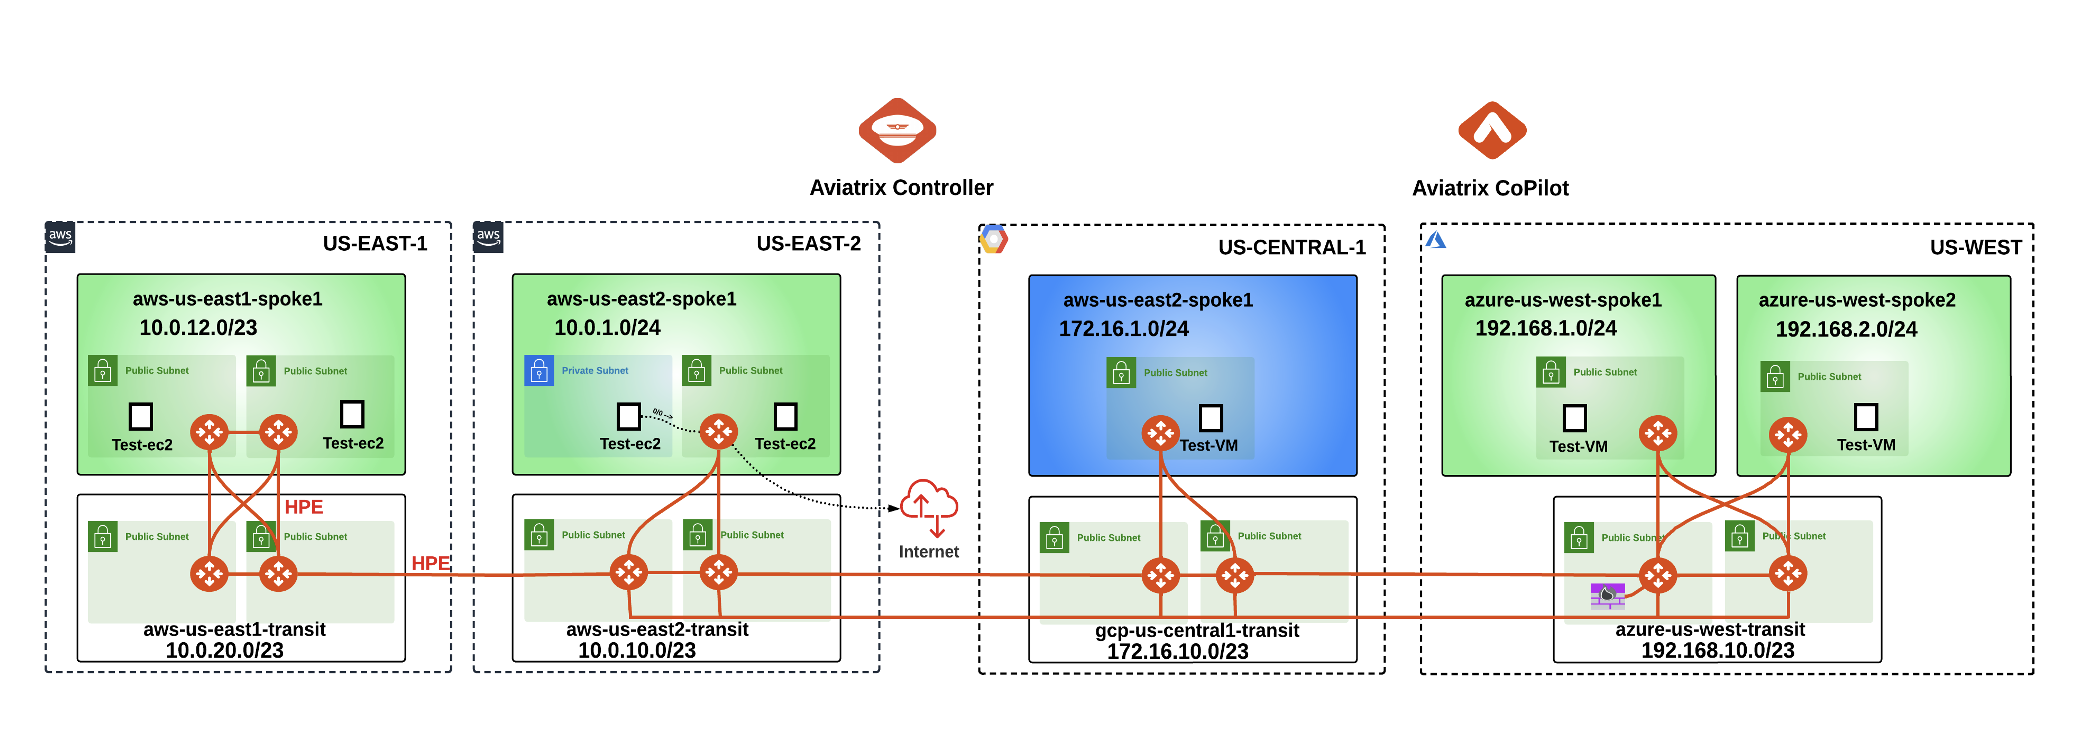 Aviatrix Controller
Aviatrix CoPilot
aws
US-EAST-1
aws-us-east1-spoke1
10.0.12.0/23
Public Subnet
Public Subnet
Test-ec2
Test-ec2
HPE
Public Subnet
Public Subnet
HPE
aws-us-east1-transit
10.0.20.0/23
aws
US-EAST-2
aws-us-east2-spoke1
10.0.1.0/24
Private Subnet
Public Subnet
0/0
Test-ec2
Test-ec2
Internet
Public Subnet
Public Subnet
aws-us-east2-transit
10.0.10.0/23
US-CENTRAL-1
aws-us-east2-spoke1
172.16.1.0/24
Public Subnet
Test-VM
Public Subnet
Public Subnet
gcp-us-central1-transit
172.16.10.0/23
US-WEST
azure-us-west-spoke1
192.168.1.0/24
Public Subnet
Test-VM
azure-us-west-spoke2
192.168.2.0/24
Public Subnet
Test-VM
Public Subnet
Public Subnet
azure-us-west-transit
192.168.10.0/23